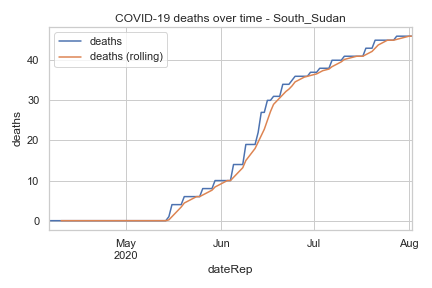 COVID-19 deaths over time - South_Sudan
deaths
deaths (rolling)
deaths
40
30
20
10
0
May
2020
Jun
Jul
Aug
dateRep